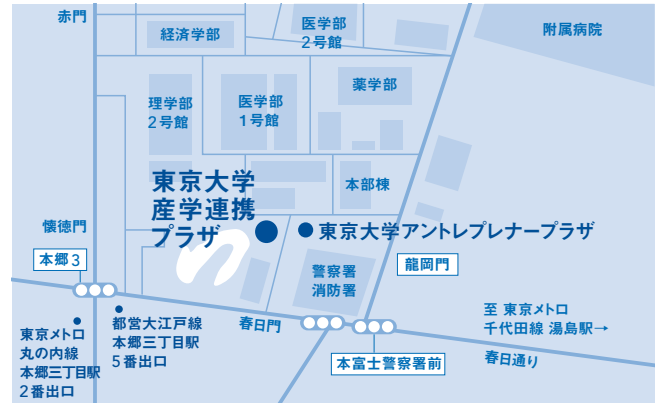 赤門
経済学部
医学部
2号館
附属病院
理学部
2号館
医学部
1号館
薬学部
東京大学
産学連携
プラザ
本部棟
懐徳門
東京大学アントレプレナープラザ
本郷3
警察署
消防署
龍岡門
東京メトロ
丸の内線
本郷三丁目駅
2番出口
都営大江戸線
本郷三丁目駅
5番出口
春日門
至 東京メトロ
千代田線 湯島駅→
本富士警察署前
春日通り